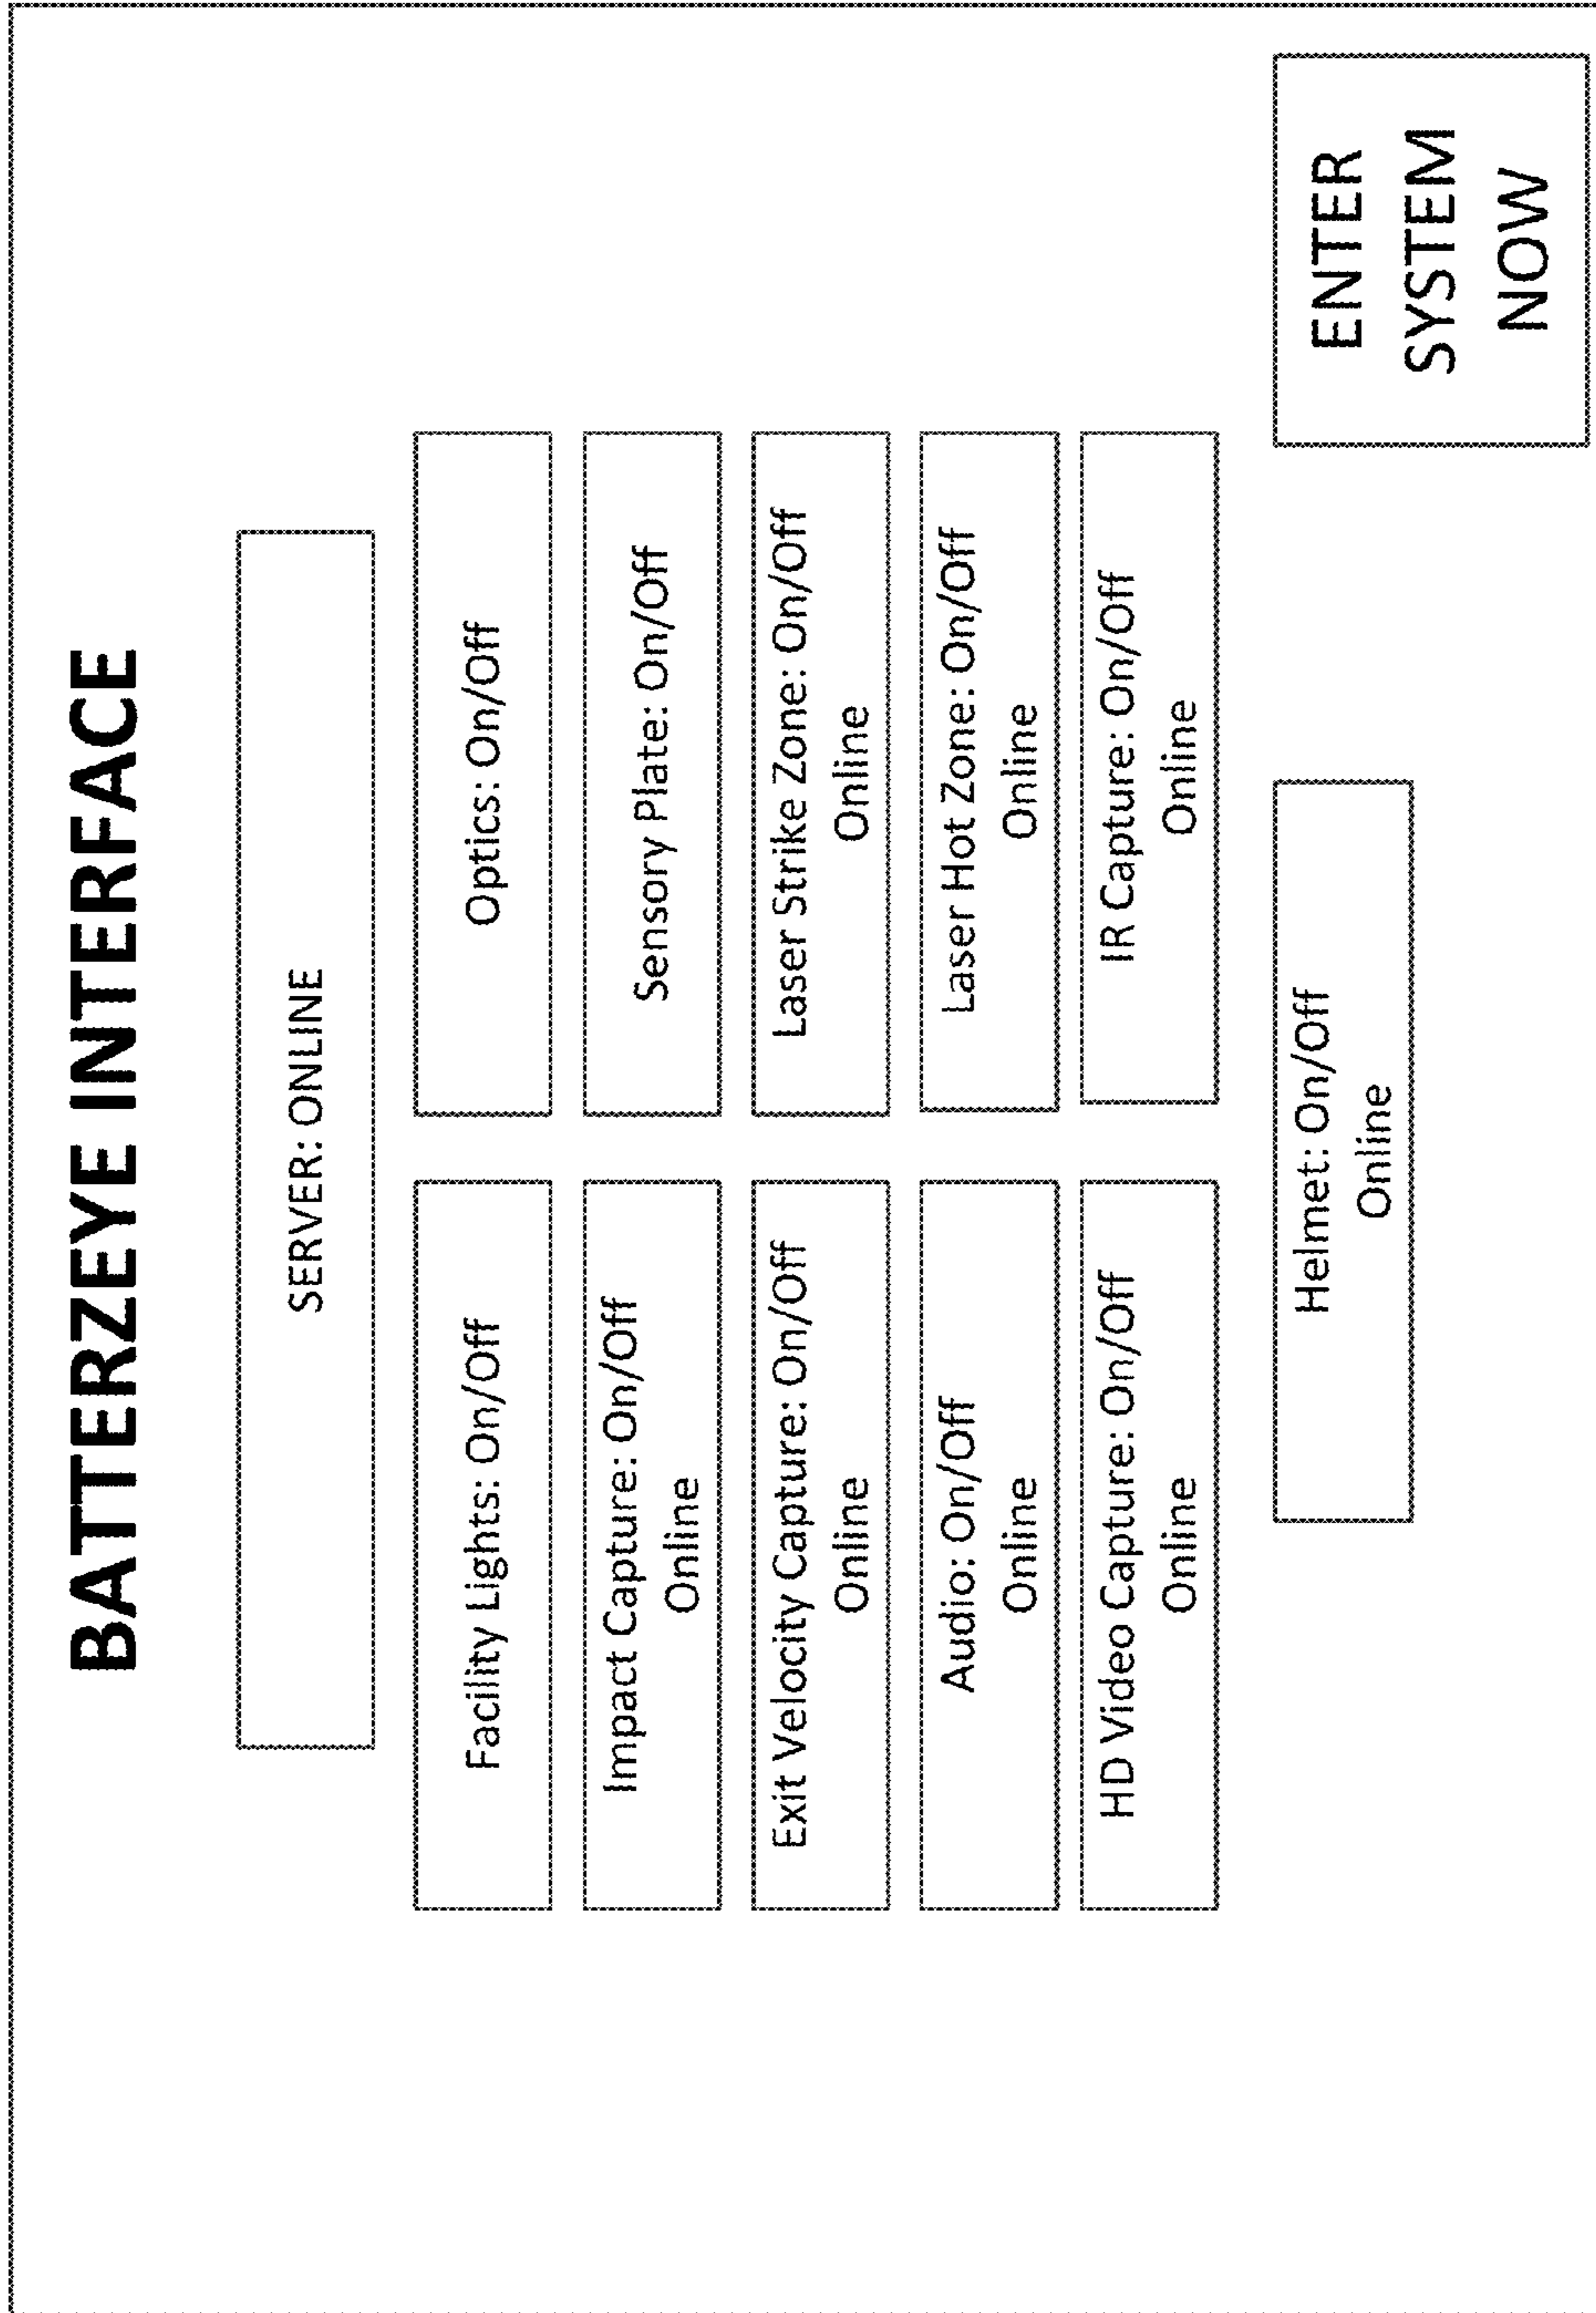 BATTERZEYE INTERFACE
SERVER: ONLINE
Facility Lights: On/Off
Optics: On/Off
Impact Capture: On/Off
Online
Sensory Plate: On/Off
Exit Velocity Capture: On/Off
Online
Laser Strike Zone: On/Off
Online
Audio: On/Off
Online
Laser Hot Zone: On/Off
Online
HD Video Capture: On/Off
Online
IR Capture: On/Off
Online
Helmet: On/Off
Online
ENTER
SYSTEM
NOW